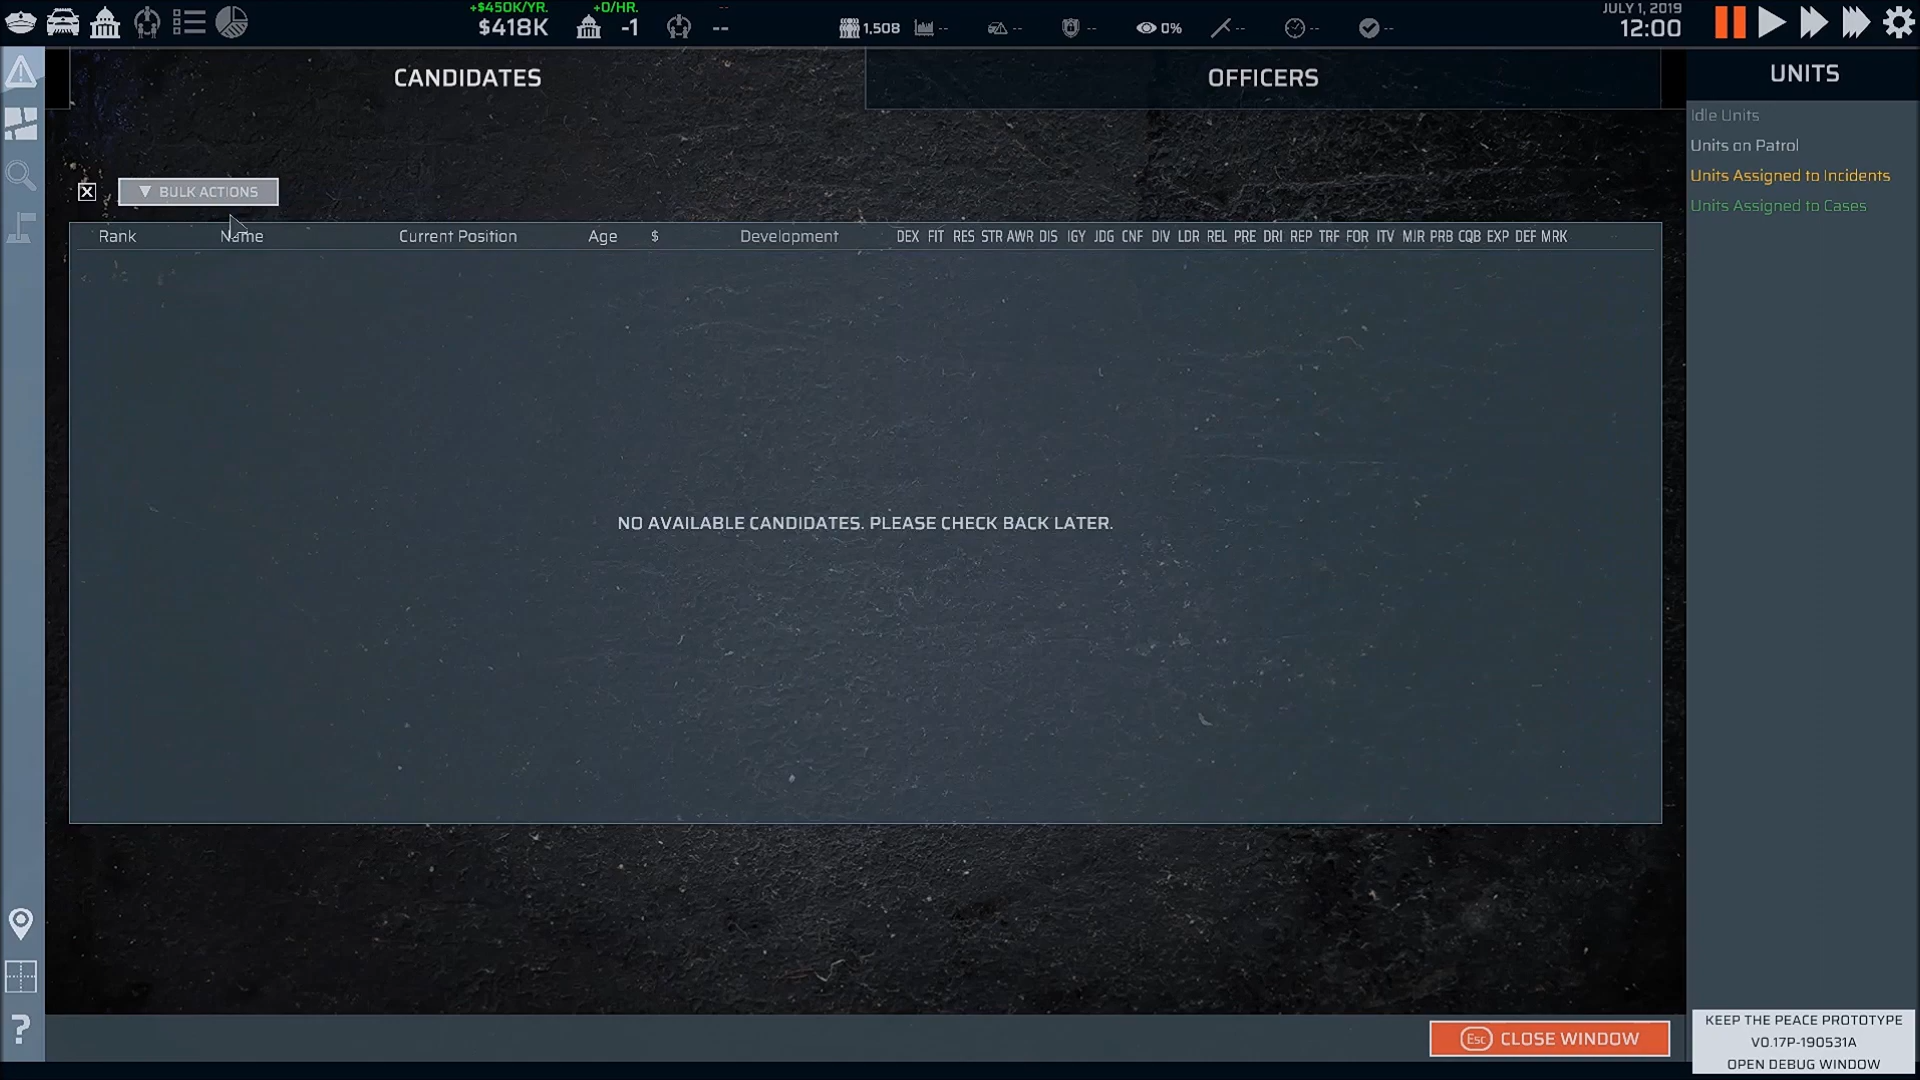 +$450K/YR.
$418K
+0/HR.
-1
--
--
1,508
--
--
--
0%
--
--
--
JULY 1, 2019
12:00
CANDIDATES
OFFICERS
UNITS
Idle Units
Units on Patrol
Units Assigned to Incidents
Units Assigned to Cases
BULK ACTIONS
Rank Name Current Position Age $ Development DEX FIT RES STR AWR DIS IGY JDG CNF DIV LDR REL PRE DRI REP TRF FOR ITV MJR PRB CQB EXP DEF MRK
NO AVAILABLE CANDIDATES. PLEASE CHECK BACK LATER.
Esc CLOSE WINDOW
KEEP THE PEACE PROTOTYPE
V0.17P-190531A
OPEN DEBUG WINDOW